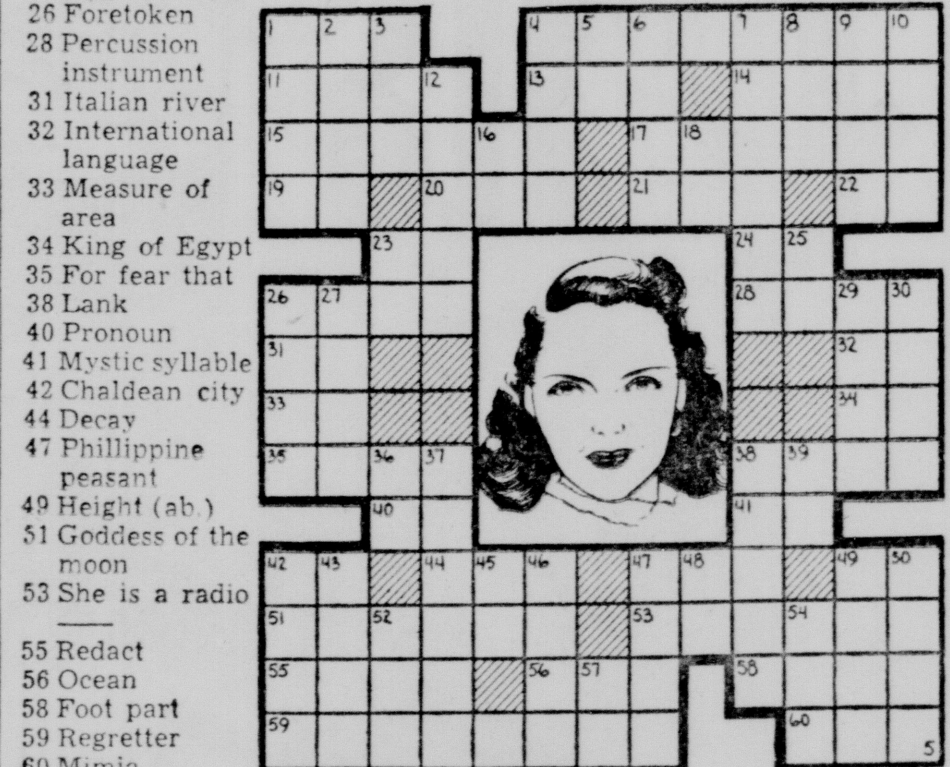 26 Foretoken
28 Percussion
instrument
31 Italian river
32 International
language
33 Measure of
area
34 King of Egypt
35 For fear that
38 Lank
40 Pronoun
41 Mystic syllable
42 Chaldean city
44 Decay
47 Phillippine
peasant
49 Height (ab.)
51 Goddess of the
moon
53 She is a radio
——
55 Redact
56 Ocean
58 Foot part
59 Regretter
60 Mimic
1 2 3 4 5 6 7 8 9 10
11 12 13 14
15 16 17 18
19 20 21 22
23 24 25
26 27 28 29 30
31 32
33 34
35 36 37 38 39
40 41
42 43 44 45 46 47 48 49 50
51 52 53 54
55 56 57 58
59 60
5